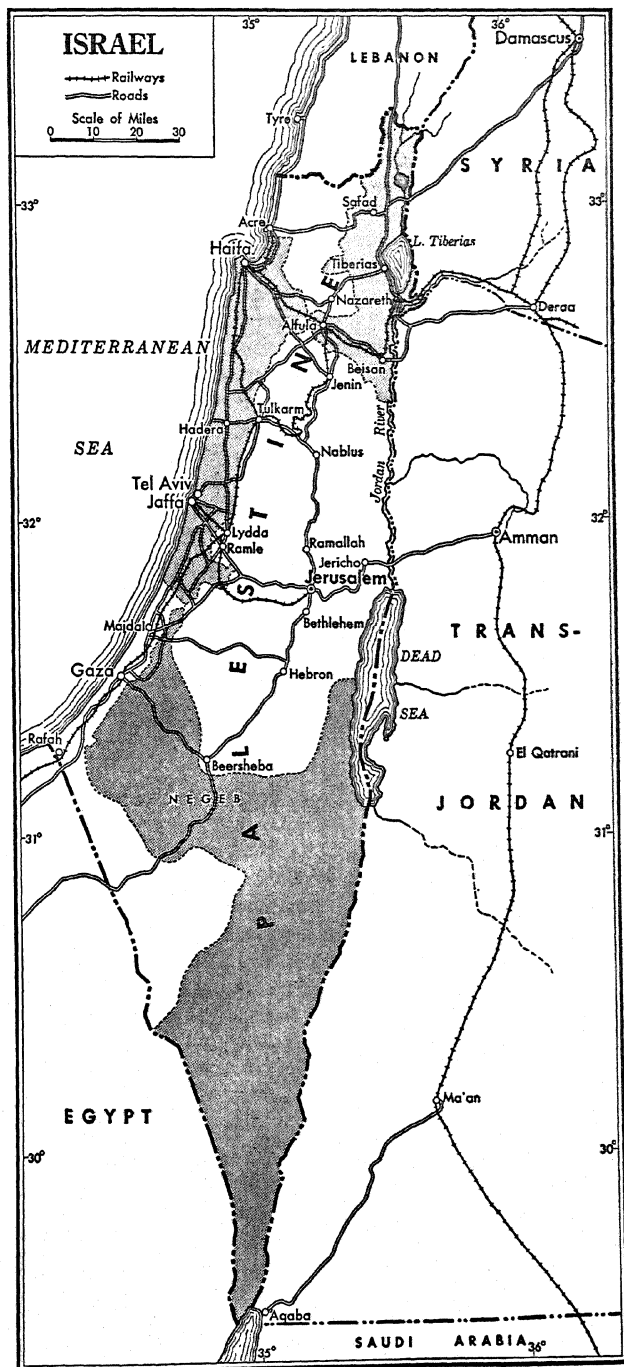 ISRAEL
Railways
Roads
Scale of Miles
0 10 20 30
35°
36°
Damascus
LEBANON
Tyre
SYRIA
33°
33°
Safad
Acre
L. Tiberias
Haifa
Tiberias
Nazareth
Deraa
Alfula
MEDITERRANEAN
Beisan
Jenin
Tulkarm
Hadera
Jordan River
SEA
Nablus
Tel Aviv
Jaffa
32°
32°
Lydda
Ramle
Ramallah
Amman
Jericho
Jerusalem
Bethlehem
Majdal
TRANS-
DEAD
Gaza
Hebron
SEA
Rafah
El Qatrani
Beersheba
NEGEB
JORDAN
31°
31°
PALESTINE
Ma'an
EGYPT
30°
30°
Aqaba
35°
SAUDI ARABIA
36°